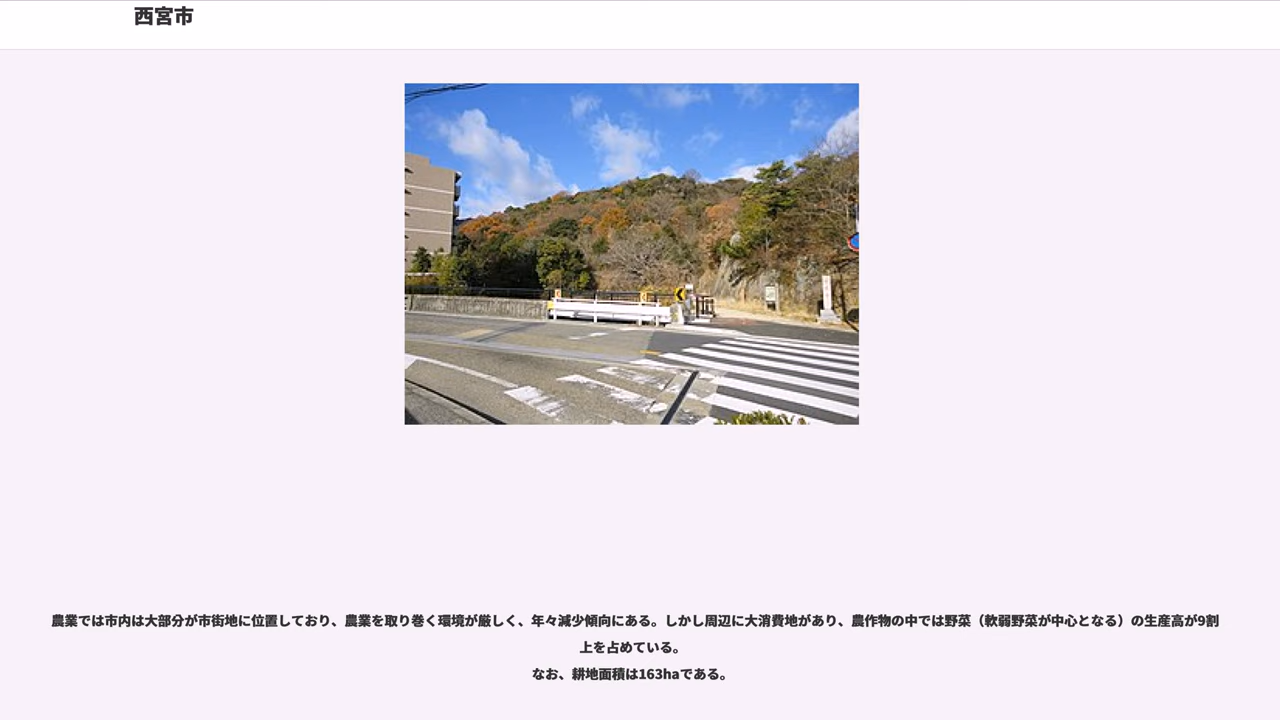 西宮市
農業では市内は大部分が市街地に位置しており、農業を取り巻く環境が厳しく、年々減少傾向にある。しかし周辺に大消費地があり、農作物の中では野菜（軟弱野菜が中心となる）の生産高が9割
上を占めている。
なお、耕地面積は163haである。